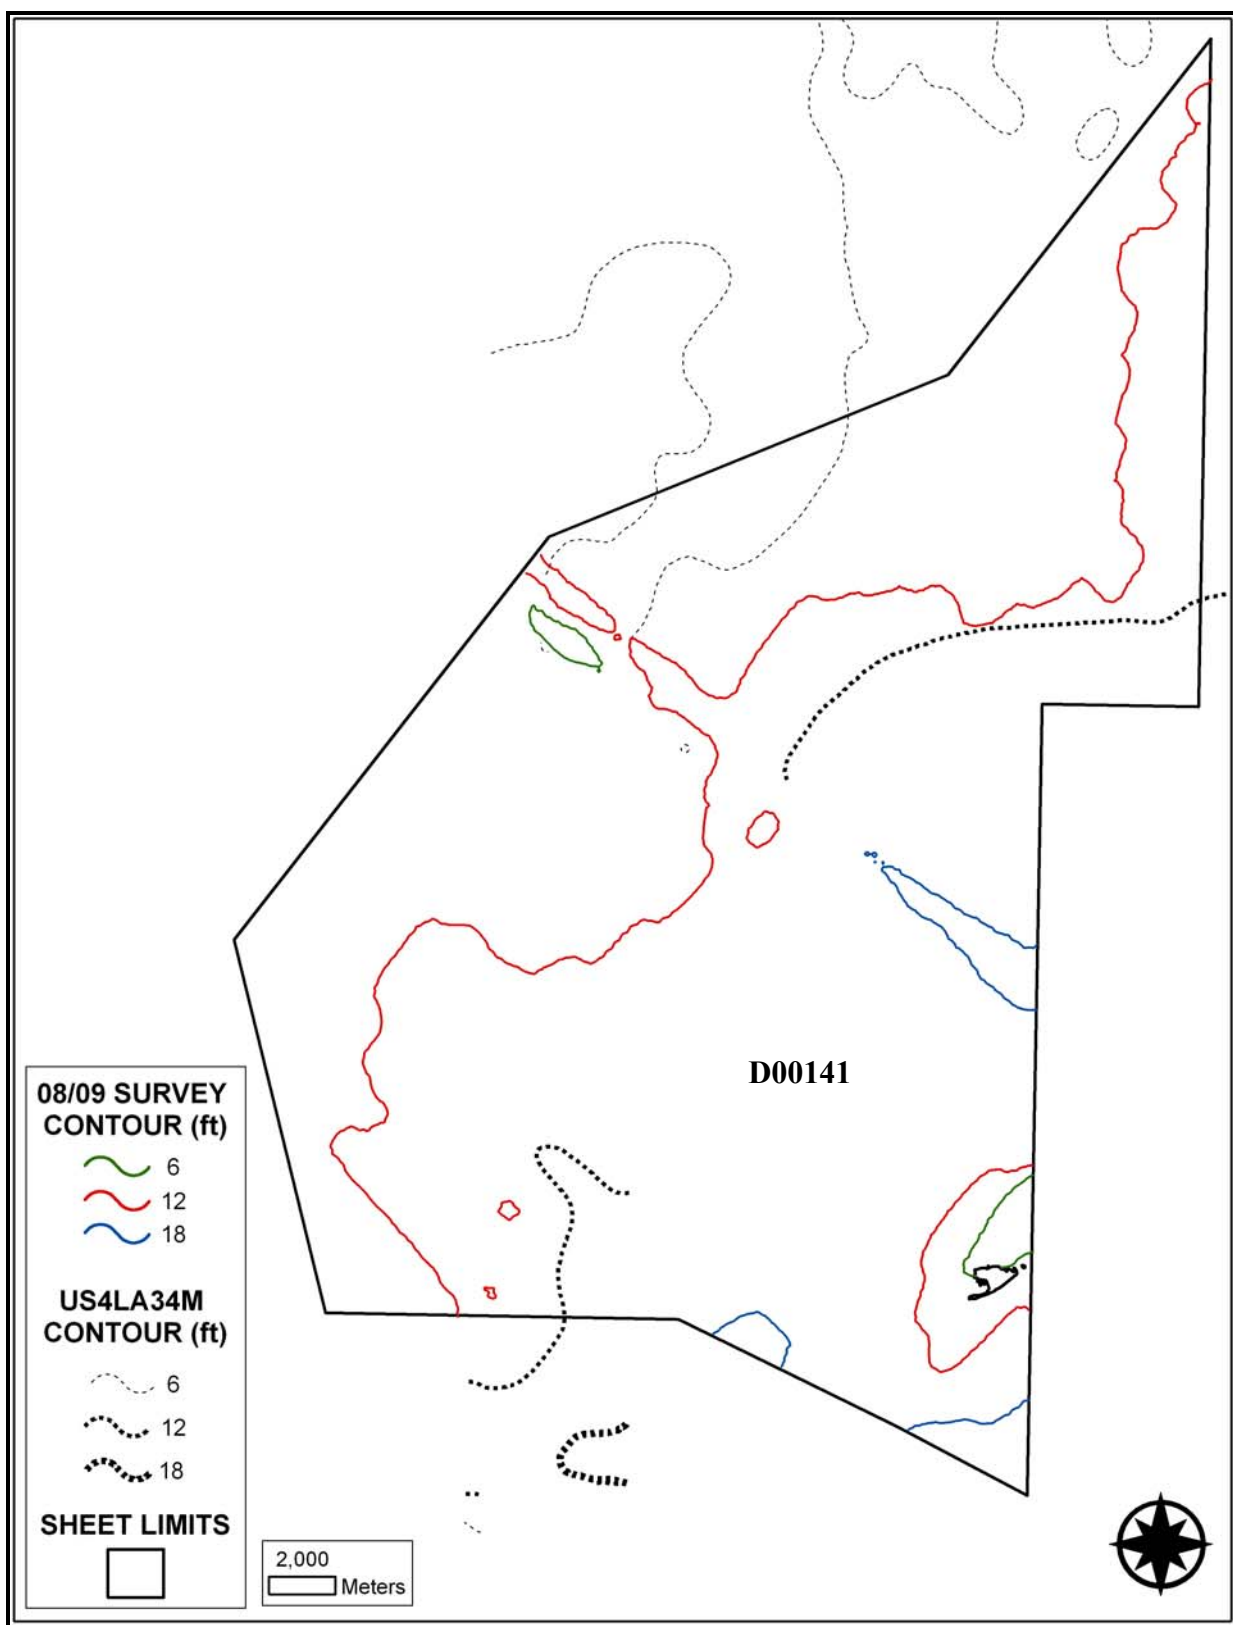 D00141
08/09 SURVEY
CONTOUR (ft)
6
12
18
US4LA34M
CONTOUR (ft)
6
12
18
SHEET LIMITS
2,000
Meters